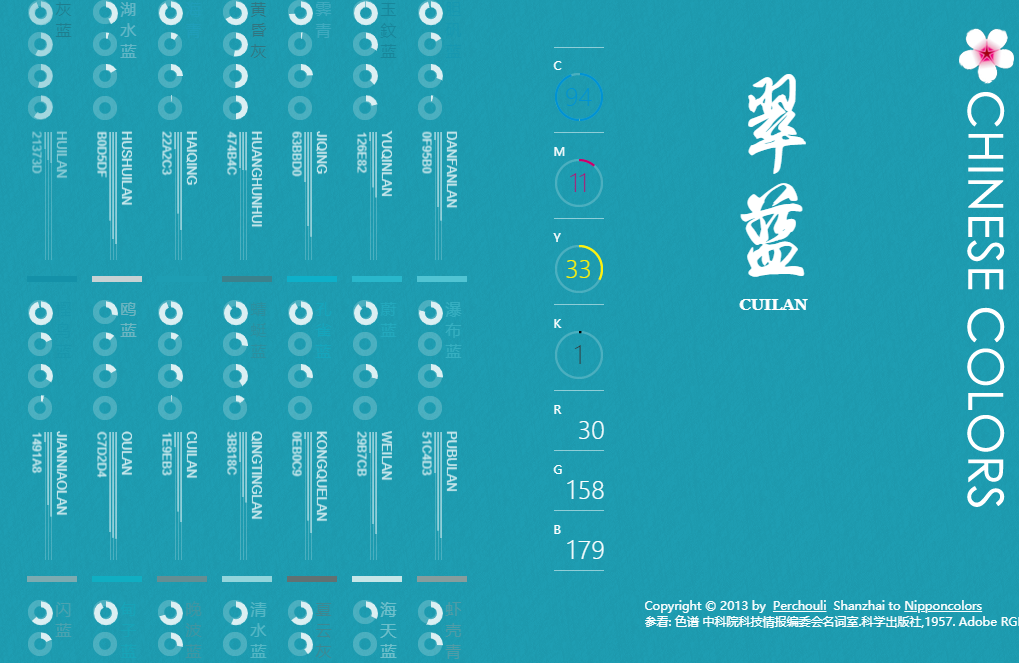 灰蓝
HUILAN
21373D
湖水蓝
HUSHUILAN
B0D5DF
HAIQING
22A2C3
黄昏灰
HUANGHUNHUI
474B4C
霁青
JIQING
63BBD0
玉鈫蓝
YUQINLAN
126E82
DANFANLAN
0F95B0
JIANNIAOLAN
1491A8
鸥蓝
OULAN
C7D2D4
CUILAN
1E9EB3
QINGTINGLAN
3B818C
KONGQUELAN
0EB0C9
蔚蓝
WEILAN
29B7CB
瀑布蓝
PUBULAN
51C4D3
闪蓝
清水蓝
海天蓝
虾壳青
C
94
M
11
Y
33
K
1
R
30
G
158
B
179
翠蓝
CUILAN
CHINESE COLORS
Copyright © 2013 by Perchouli Shanzhai to Nipponcolors
参看: 色谱 中科院科技情报编委会名词室.科学出版社,1957. Adobe RG